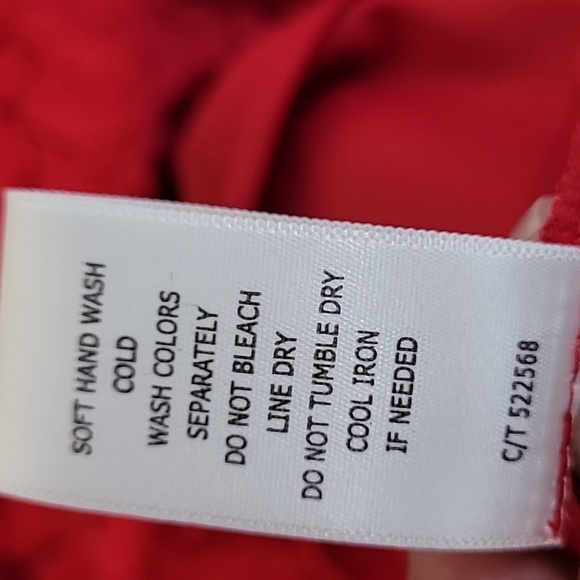 SOFT HAND WASH
COLD
WASH COLORS
SEPARATELY
DO NOT BLEACH
LINE DRY
DO NOT TUMBLE DRY
COOL IRON
IF NEEDED
C/T 522568